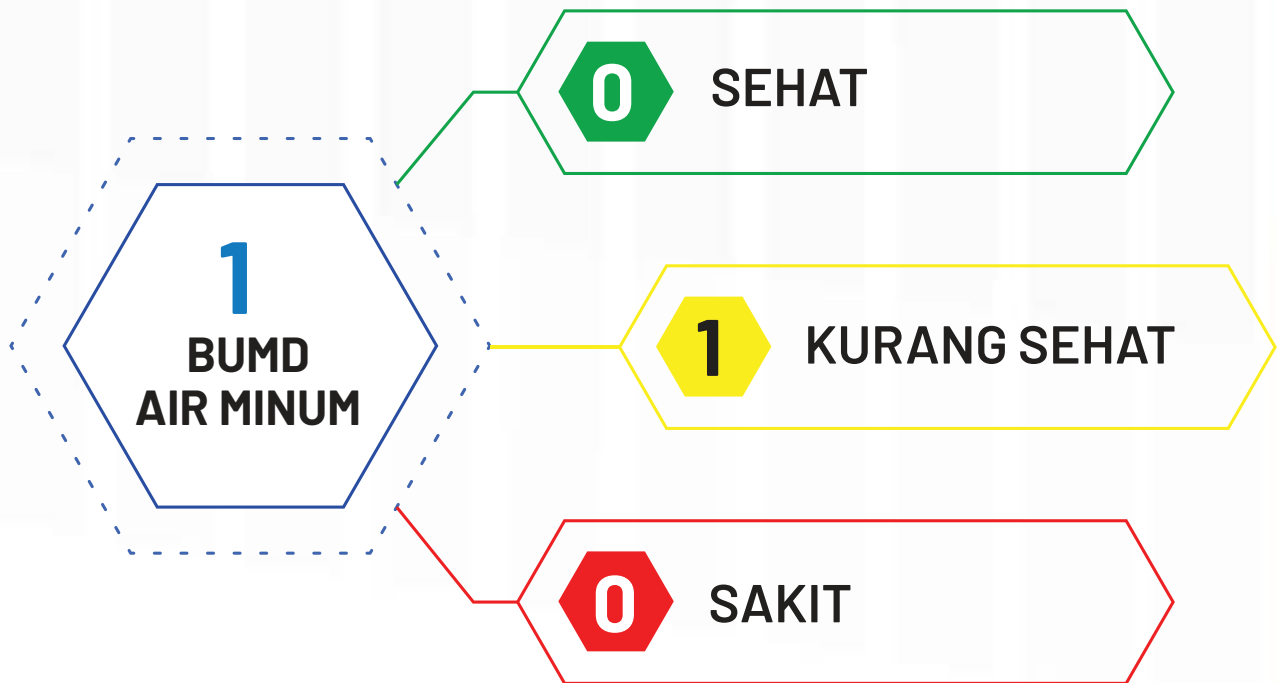 1
BUMD
AIR MINUM
0 SEHAT
1 KURANG SEHAT
0 SAKIT